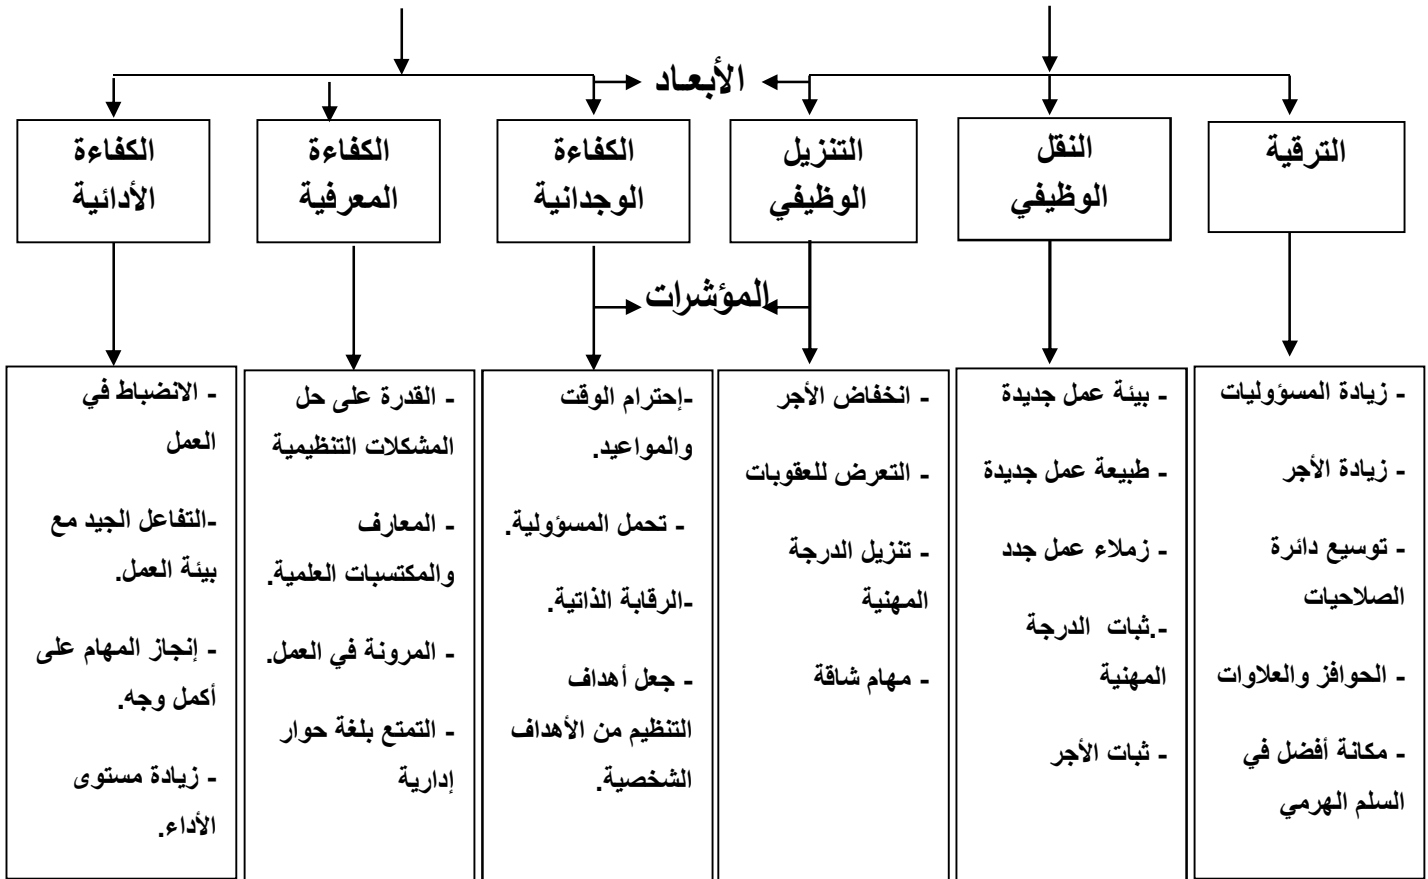 الأبعـاد
الترقية
النقل
الوظيفي
التنزيل
الوظيفي
الكفاءة
الوجدانية
الكفاءة
المعرفية
الكفاءة
الأدائية
المؤشرات
- زيادة المسؤوليات
- زيادة الأجر
- توسيع دائرة
الصلاحيات
- الحوافز والعلاوات
- مكانة أفضل في
السلم الهرمي
- بيئة عمل جديدة
- طبيعة عمل جديدة
- زملاء عمل جدد
-.ثبات الدرجة
المهنية
- ثبات الأجر
- انخفاض الأجر
- التعرض للعقوبات
- تنزيل الدرجة
المهنية
- مهام شاقة
-إحترام الوقت
والمواعيد.
- تحمل المسؤولية.
-الرقابة الذاتية.
- جعل أهداف
التنظيم من الأهداف
الشخصية.
- القدرة على حل
المشكلات التنظيمية
- المعارف
والمكتسبات العلمية.
- المرونة في العمل.
- التمتع بلغة حوار
إدارية
- الانضباط في
العمل
-التفاعل الجيد مع
بيئة العمل.
- إنجاز المهام على
أكمل وجه.
- زيادة مستوى
الأداء.